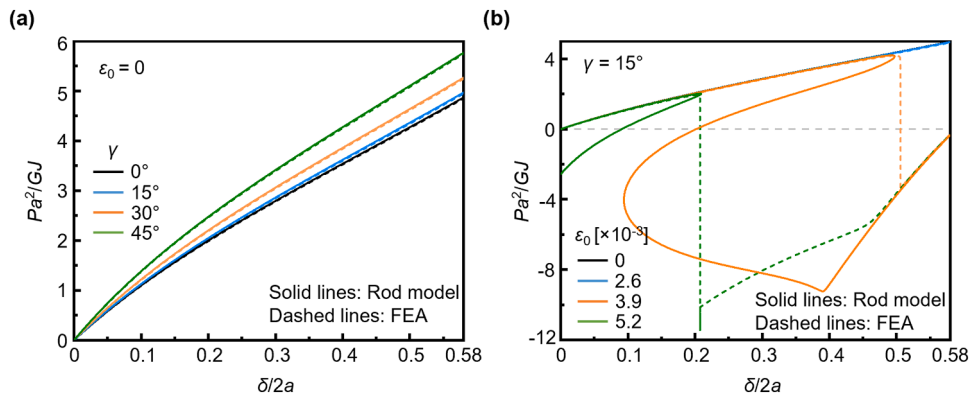 (a)
6
5
4
3
2
1
0
ε₀ = 0
γ
0°
15°
30°
45°
Solid lines: Rod model
Dashed lines: FEA
0
0.1
0.2
0.3
0.4
0.5
0.58
δ/2a
Pa²/GJ
(b)
4
0
-4
-8
-12
γ = 15°
ε₀ [×10⁻³]
0
2.6
3.9
5.2
Solid lines: Rod model
Dashed lines: FEA
0
0.1
0.2
0.3
0.4
0.5
0.58
δ/2a
Pa²/GJ